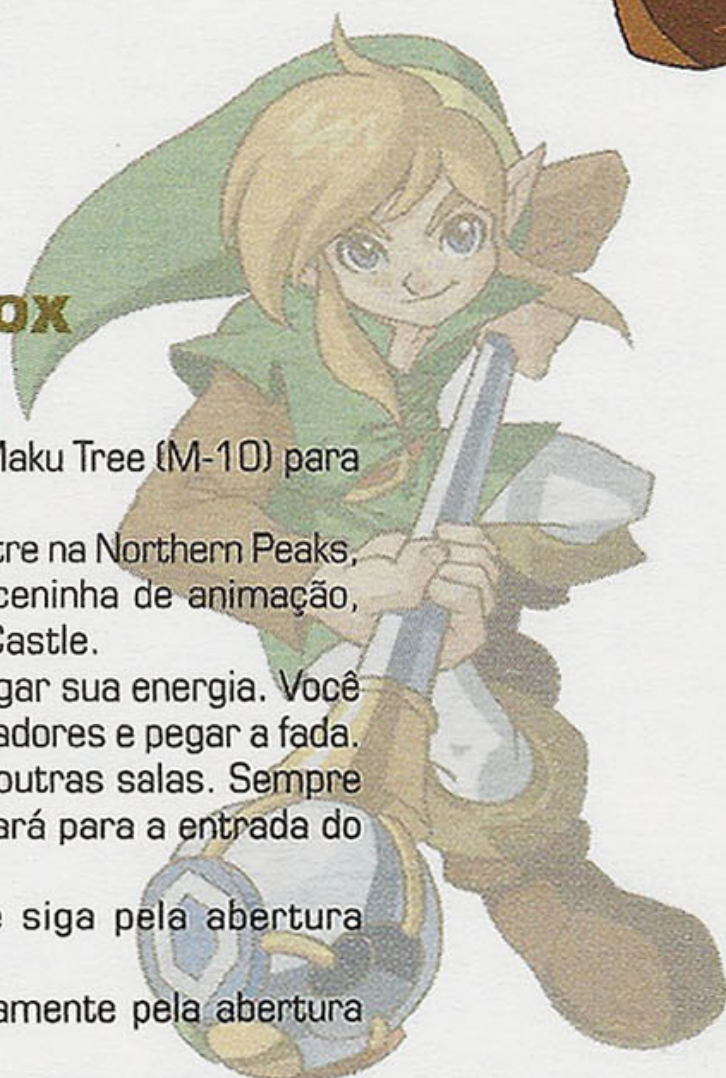 ox
Maku Tree (M-10) para
tre na Northern Peaks,
ceninha de animação,
Castle.
gar sua energia. Você
adores e pegar a fada.
outras salas. Sempre
ará para a entrada do
e siga pela abertura
amente pela abertura